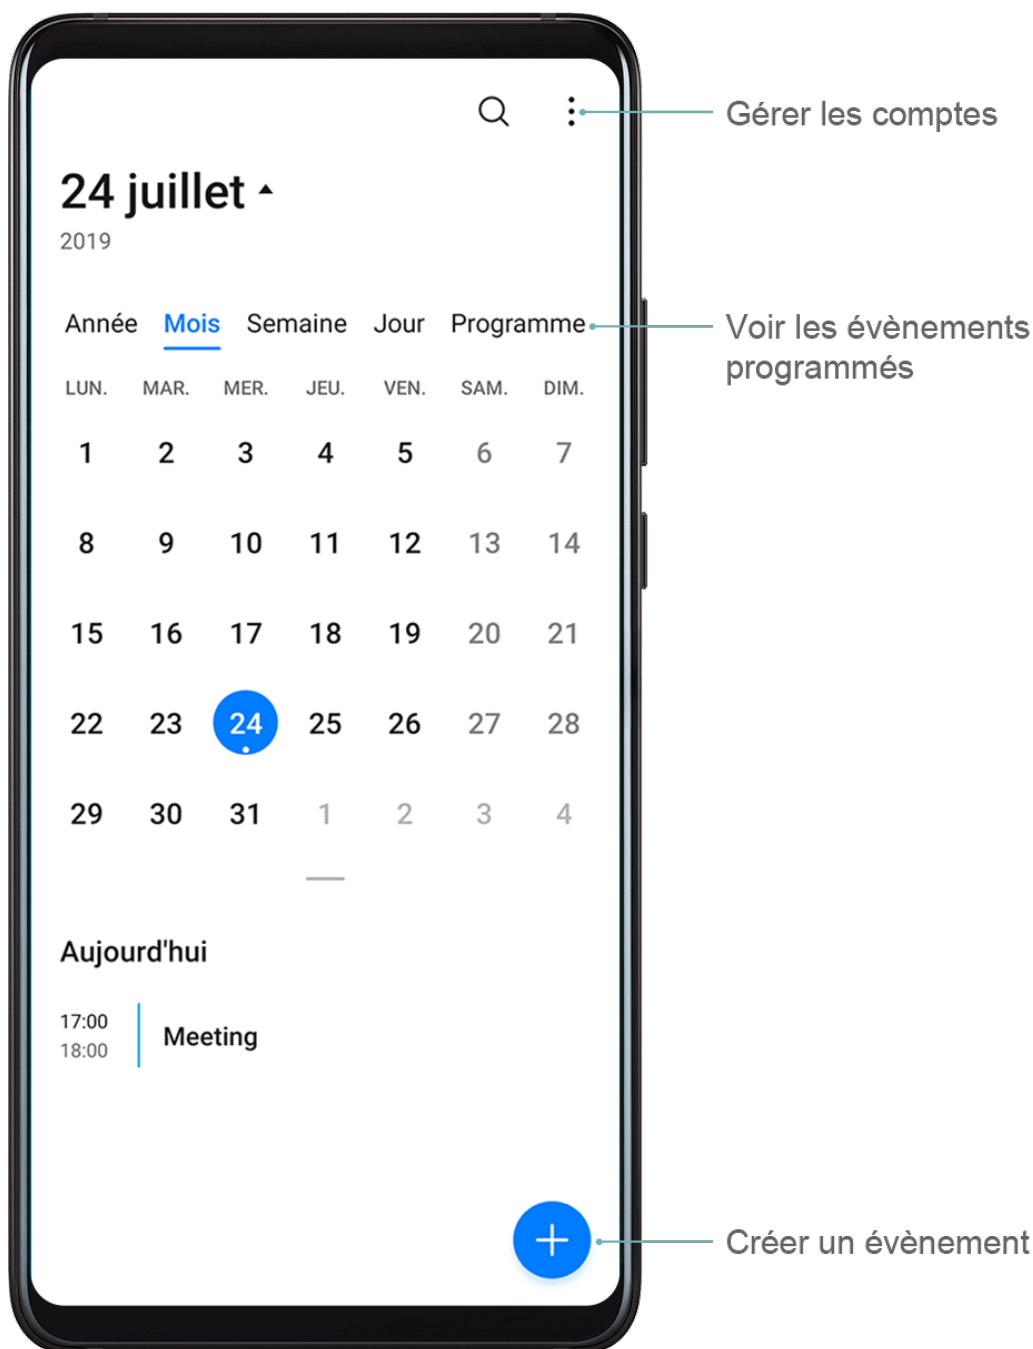 Gérer les comptes
24 juillet
2019
Année Mois Semaine Jour Programme
Voir les évènements
programmés
LUN. MAR. MER. JEU. VEN. SAM. DIM.
1 2 3 4 5 6 7
8 9 10 11 12 13 14
15 16 17 18 19 20 21
22 23 24 25 26 27 28
29 30 31 1 2 3 4
Aujourd'hui
17:00
18:00
Meeting
Créer un évènement